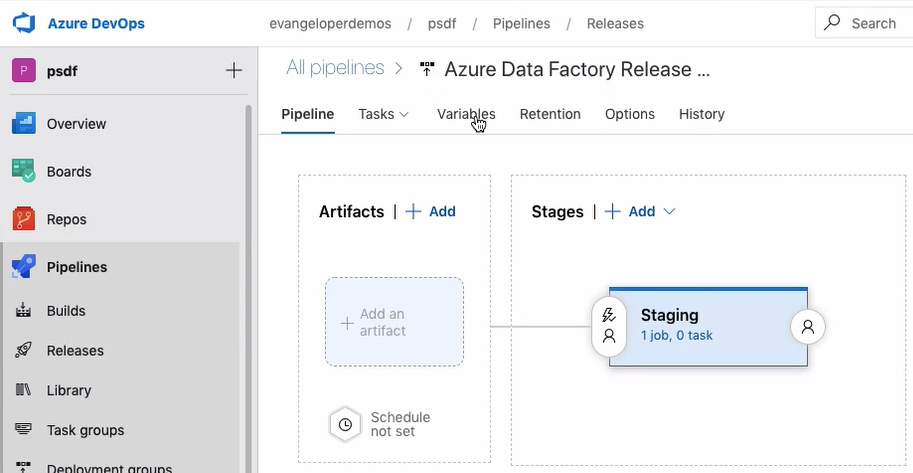 Azure DevOps
evangeloperdemos / psdf / Pipelines / Releases
Search
P psdf
All pipelines > Azure Data Factory Release ...
Pipeline Tasks Variables Retention Options History
Overview
Boards
Repos
Pipelines
Builds
Releases
Library
Task groups
Deployment groups
Artifacts | + Add
Add an
artifact
Schedule
not set
Stages | + Add
Staging
1 job, 0 task